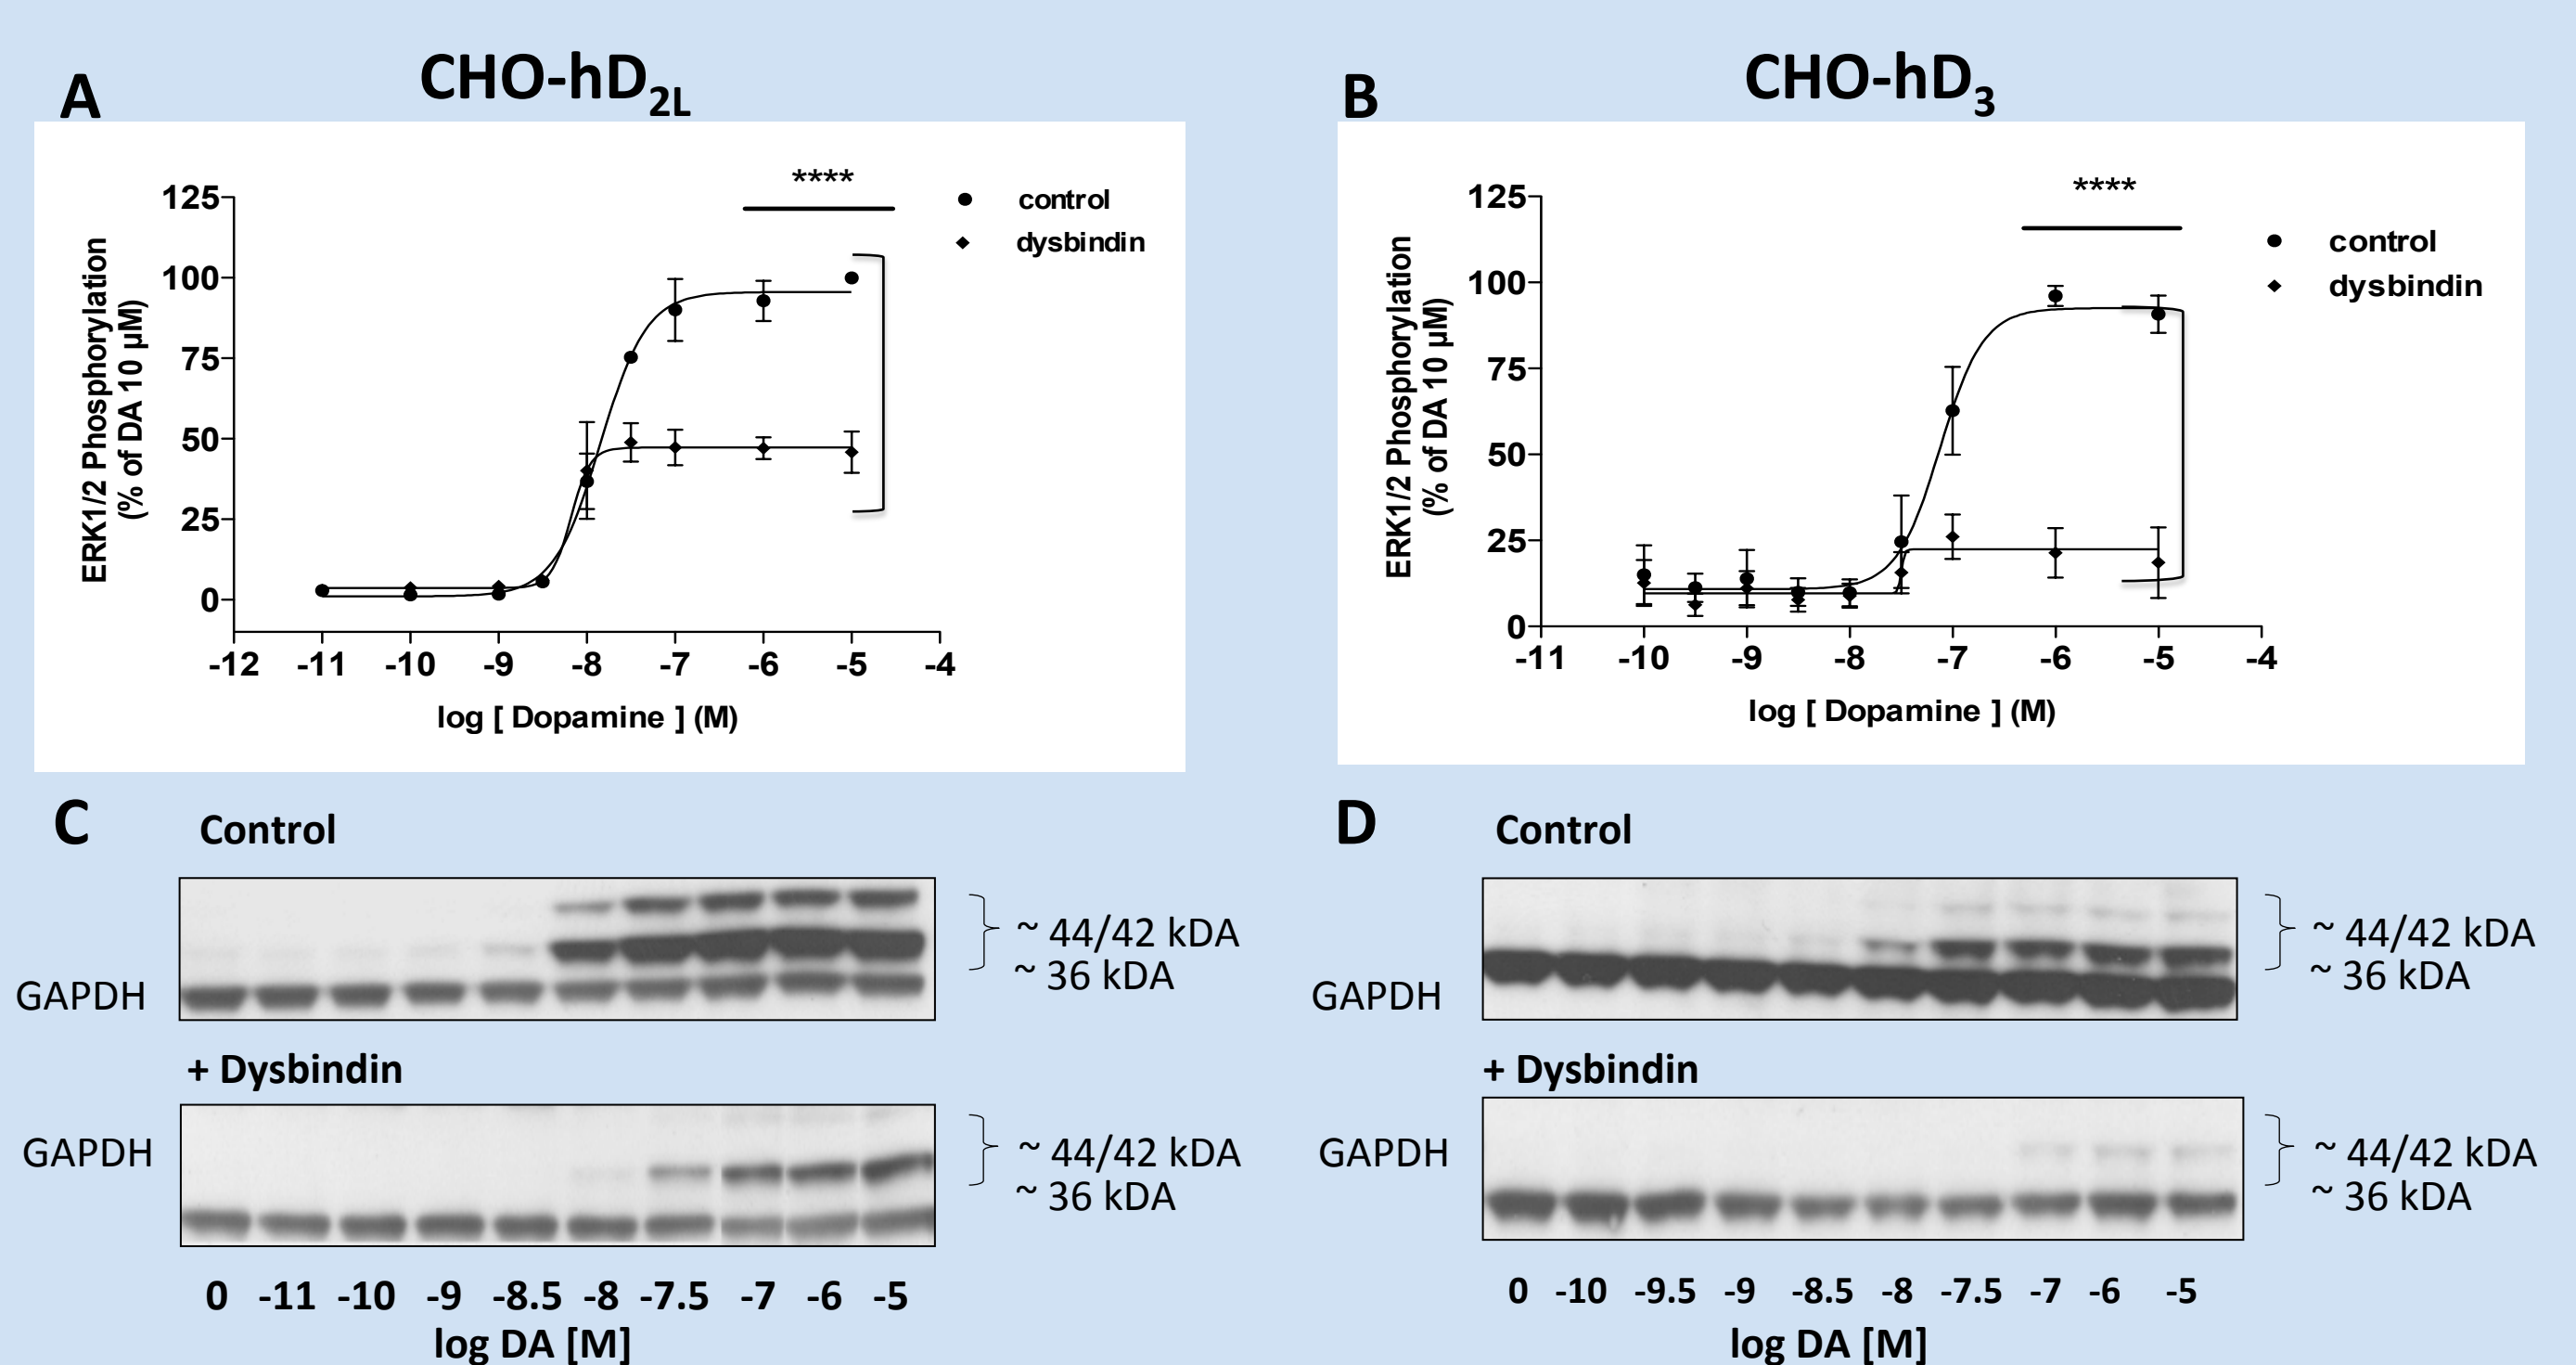 A
CHO-hD2L
****
control
dysbindin
125
100
75
50
25
0
ERK1/2 Phosphorylation
(% of DA 10 µM)
-12 -11 -10 -9 -8 -7 -6 -5 -4
log [ Dopamine ] (M)
B
CHO-hD3
****
control
dysbindin
125
100
75
50
25
0
ERK1/2 Phosphorylation
(% of DA 10 µM)
-11 -10 -9 -8 -7 -6 -5 -4
log [ Dopamine ] (M)
C
Control
~ 44/42 kDA
~ 36 kDA
GAPDH
+ Dysbindin
GAPDH
~ 44/42 kDA
~ 36 kDA
0 -11 -10 -9 -8.5 -8 -7.5 -7 -6 -5
log DA [M]
D
Control
~ 44/42 kDA
~ 36 kDA
GAPDH
+ Dysbindin
GAPDH
~ 44/42 kDA
~ 36 kDA
0 -10 -9.5 -9 -8.5 -8 -7.5 -7 -6 -5
log DA [M]